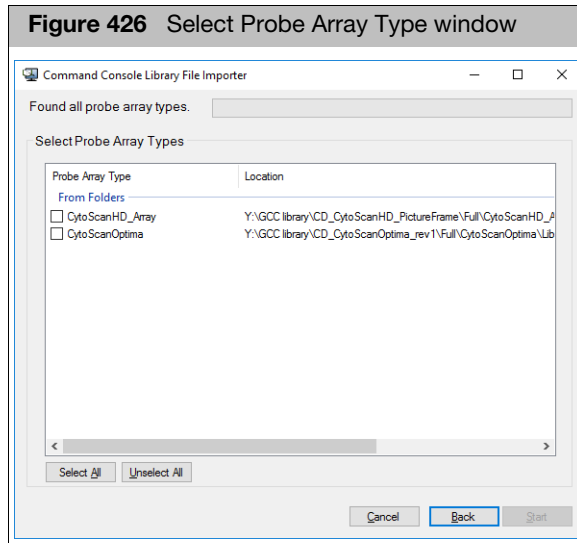 Figure 426 Select Probe Array Type window
Command Console Library File Importer
Found all probe array types.
Select Probe Array Types
Probe Array Type Location
From Folders
CytoScanHD_Array Y:\GCC library\CD_CytoScanHD_PictureFrame\Full\CytoScanHD_A
CytoScanOptima Y:\GCC library\CD_CytoScanOptima_rev1\Full\CytoScanOptima\Lib
Select All Unselect All
Cancel Back Start